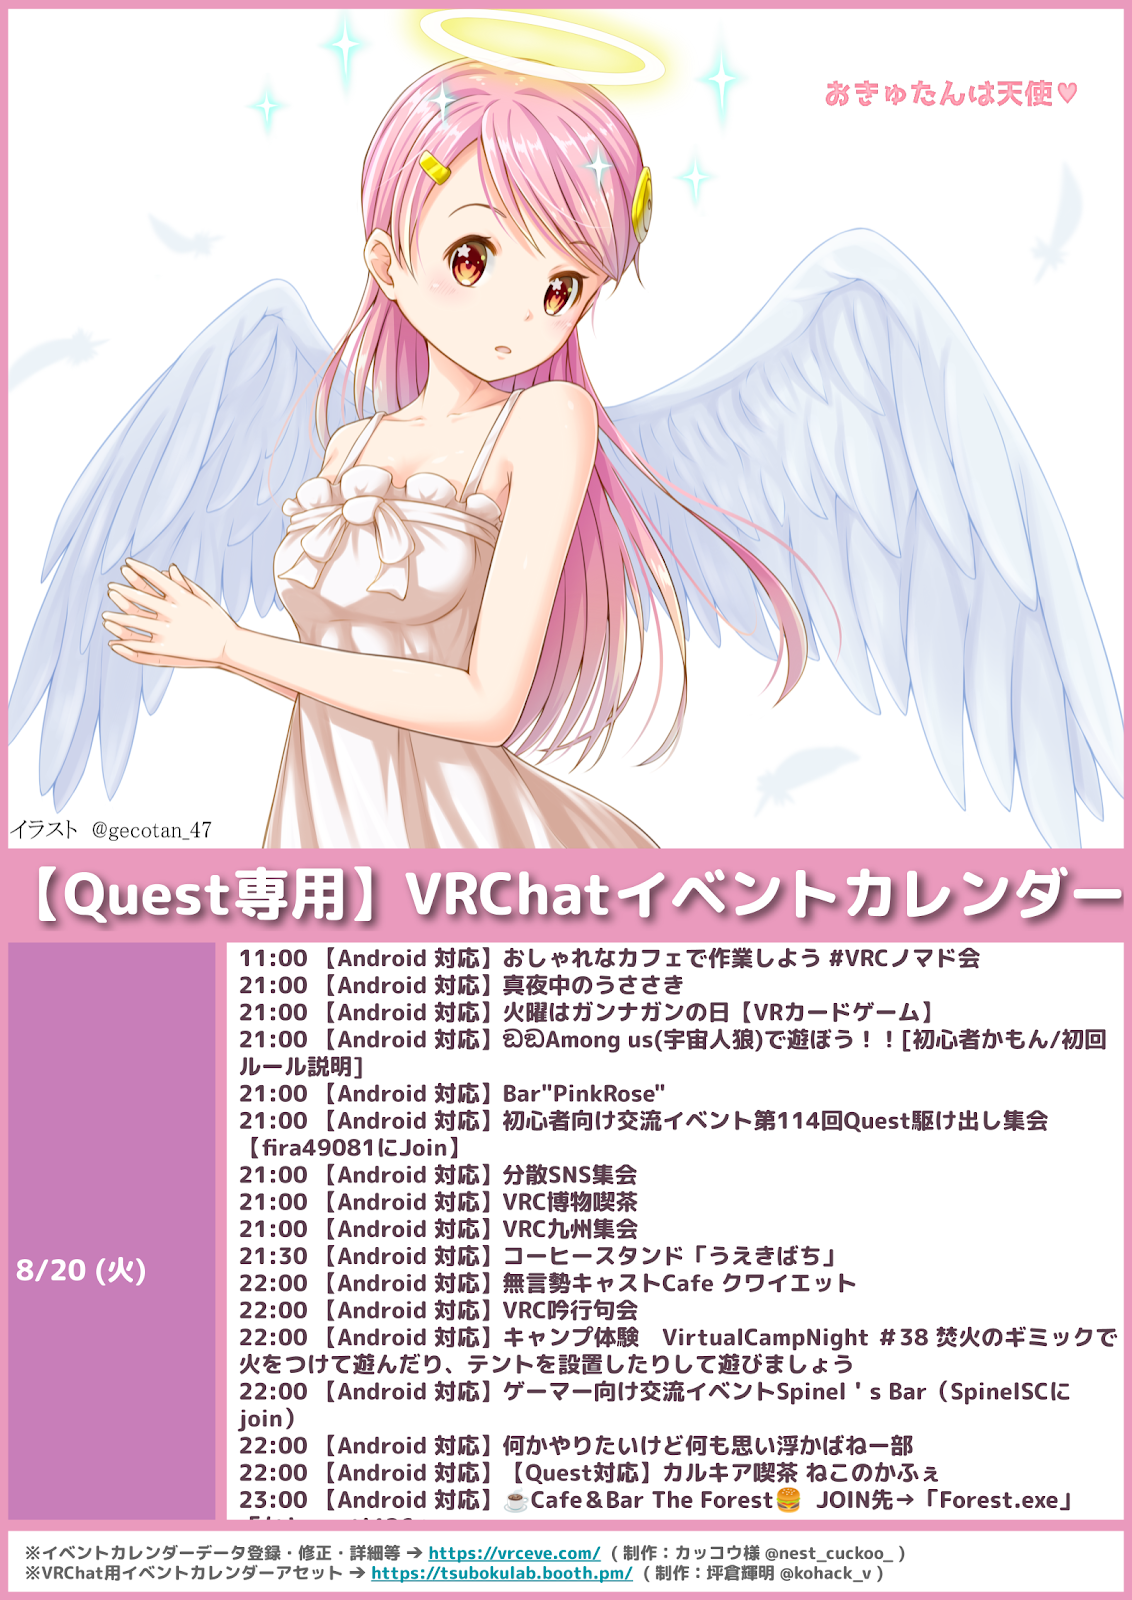 おきゅたんは天使♥
イラスト @gecotan_47
【Quest専用】VRChatイベントカレンダー
8/20 (火)
11:00 【Android 対応】おしゃれなカフェで作業しよう #VRCノマド会
21:00 【Android 対応】真夜中のうささき
21:00 【Android 対応】火曜はガンナガンの日【VRカードゲーム】
21:00 【Android 対応】ඞඞAmong us(宇宙人狼)で遊ぼう！！[初心者かもん/初回
ルール説明]
21:00 【Android 対応】Bar"PinkRose"
21:00 【Android 対応】初心者向け交流イベント第114回Quest駆け出し集会
【fira49081にJoin】
21:00 【Android 対応】分散SNS集会
21:00 【Android 対応】VRC博物喫茶
21:00 【Android 対応】VRC九州集会
21:30 【Android 対応】コーヒースタンド「うえきばち」
22:00 【Android 対応】無言勢キャストCafe クワイエット
22:00 【Android 対応】VRC吟行句会
22:00 【Android 対応】キャンプ体験　VirtualCampNight ＃38 焚火のギミックで
火をつけて遊んだり、テントを設置したりして遊びましょう
22:00 【Android 対応】ゲーマー向け交流イベントSpinel＇s Bar（SpinelSCに
join）
22:00 【Android 対応】何かやりたいけど何も思い浮かばねー部
22:00 【Android 対応】【Quest対応】カルキア喫茶 ねこのかふぇ
23:00 【Android 対応】☕Cafe＆Bar The Forest🍔 JOIN先→「Forest.exe」
※イベントカレンダーデータ登録・修正・詳細等 ➔ https://vrceve.com/ ( 制作：カッコウ様 @nest_cuckoo_ )
※VRChat用イベントカレンダーアセット ➔ https://tsubokulab.booth.pm/ ( 制作：坪倉輝明 @kohack_v )